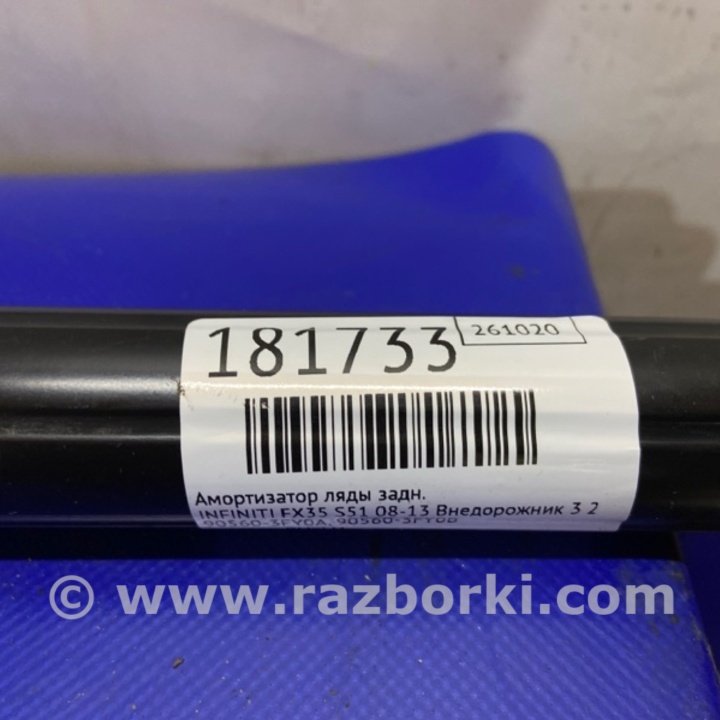 181733
261020
Амортизатор ляды задн.
INFINITI FX35 S51 08-13 Внедорожник 3 2
90560-3FY0A, 90560-3FY0B
© www.razborki.com